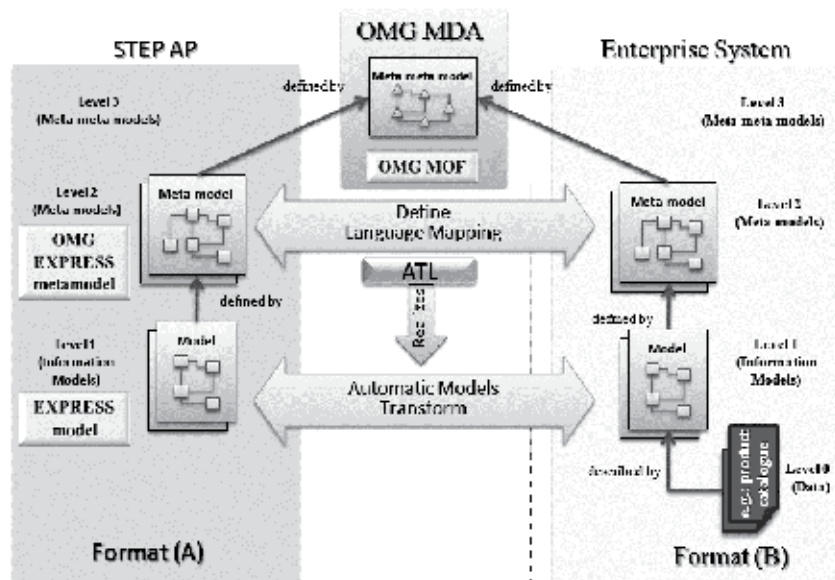 OMG MDA
STEP AP
Enterprise System
Meta meta model
defined by
defined by
Level 3
(Meta meta models)
Level 3
(Meta meta models)
OMG MOF
Level 2
(Meta models)
Meta model
Meta model
Level 2
(Meta models)
Define
Language Mapping
OMG
EXPRESS
metamodel
ATL
defined by
defined by
Level 1
(Information
Models)
Model
Model
Level 1
(Information
Models)
Automatic Models
Transform
EXPRESS
model
described by
e.g.: product
catalogue
Level 0
(Data)
Format (A)
Format (B)